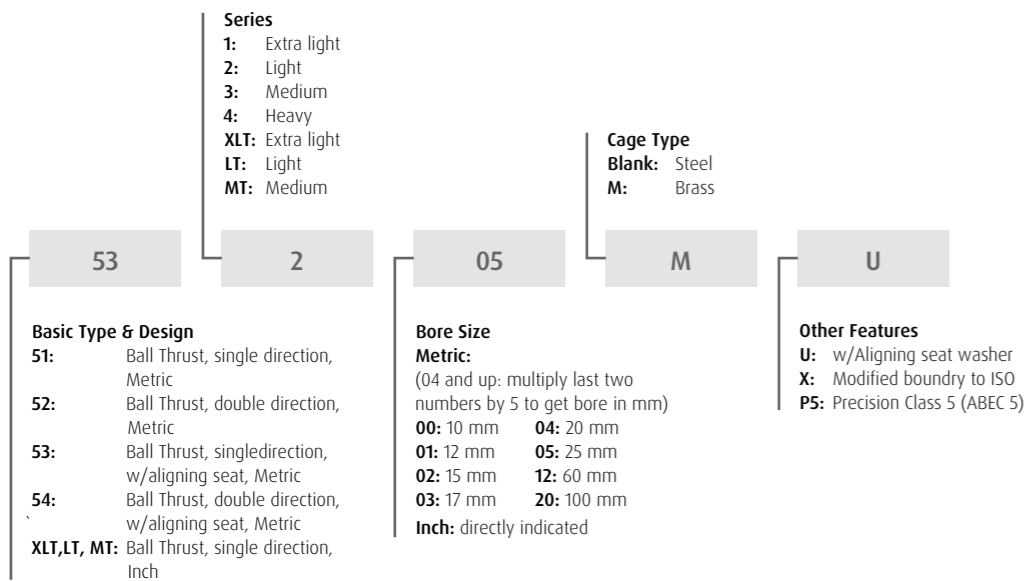 Series
1: Extra light
2: Light
3: Medium
4: Heavy
XLT: Extra light
LT: Light
MT: Medium
Cage Type
Blank: Steel
M: Brass
53 2 05 M U
Basic Type & Design
51: Ball Thrust, single direction,
Metric
52: Ball Thrust, double direction,
Metric
53: Ball Thrust, singledirection,
w/aligning seat, Metric
54: Ball Thrust, double direction,
` w/aligning seat, Metric
XLT,LT, MT: Ball Thrust, single direction,
Inch
Bore Size
Metric:
(04 and up: multiply last two
numbers by 5 to get bore in mm)
00: 10 mm 04: 20 mm
01: 12 mm 05: 25 mm
02: 15 mm 12: 60 mm
03: 17 mm 20: 100 mm
Inch: directly indicated
Other Features
U: w/Aligning seat washer
X: Modified boundry to ISO
P5: Precision Class 5 (ABEC 5)